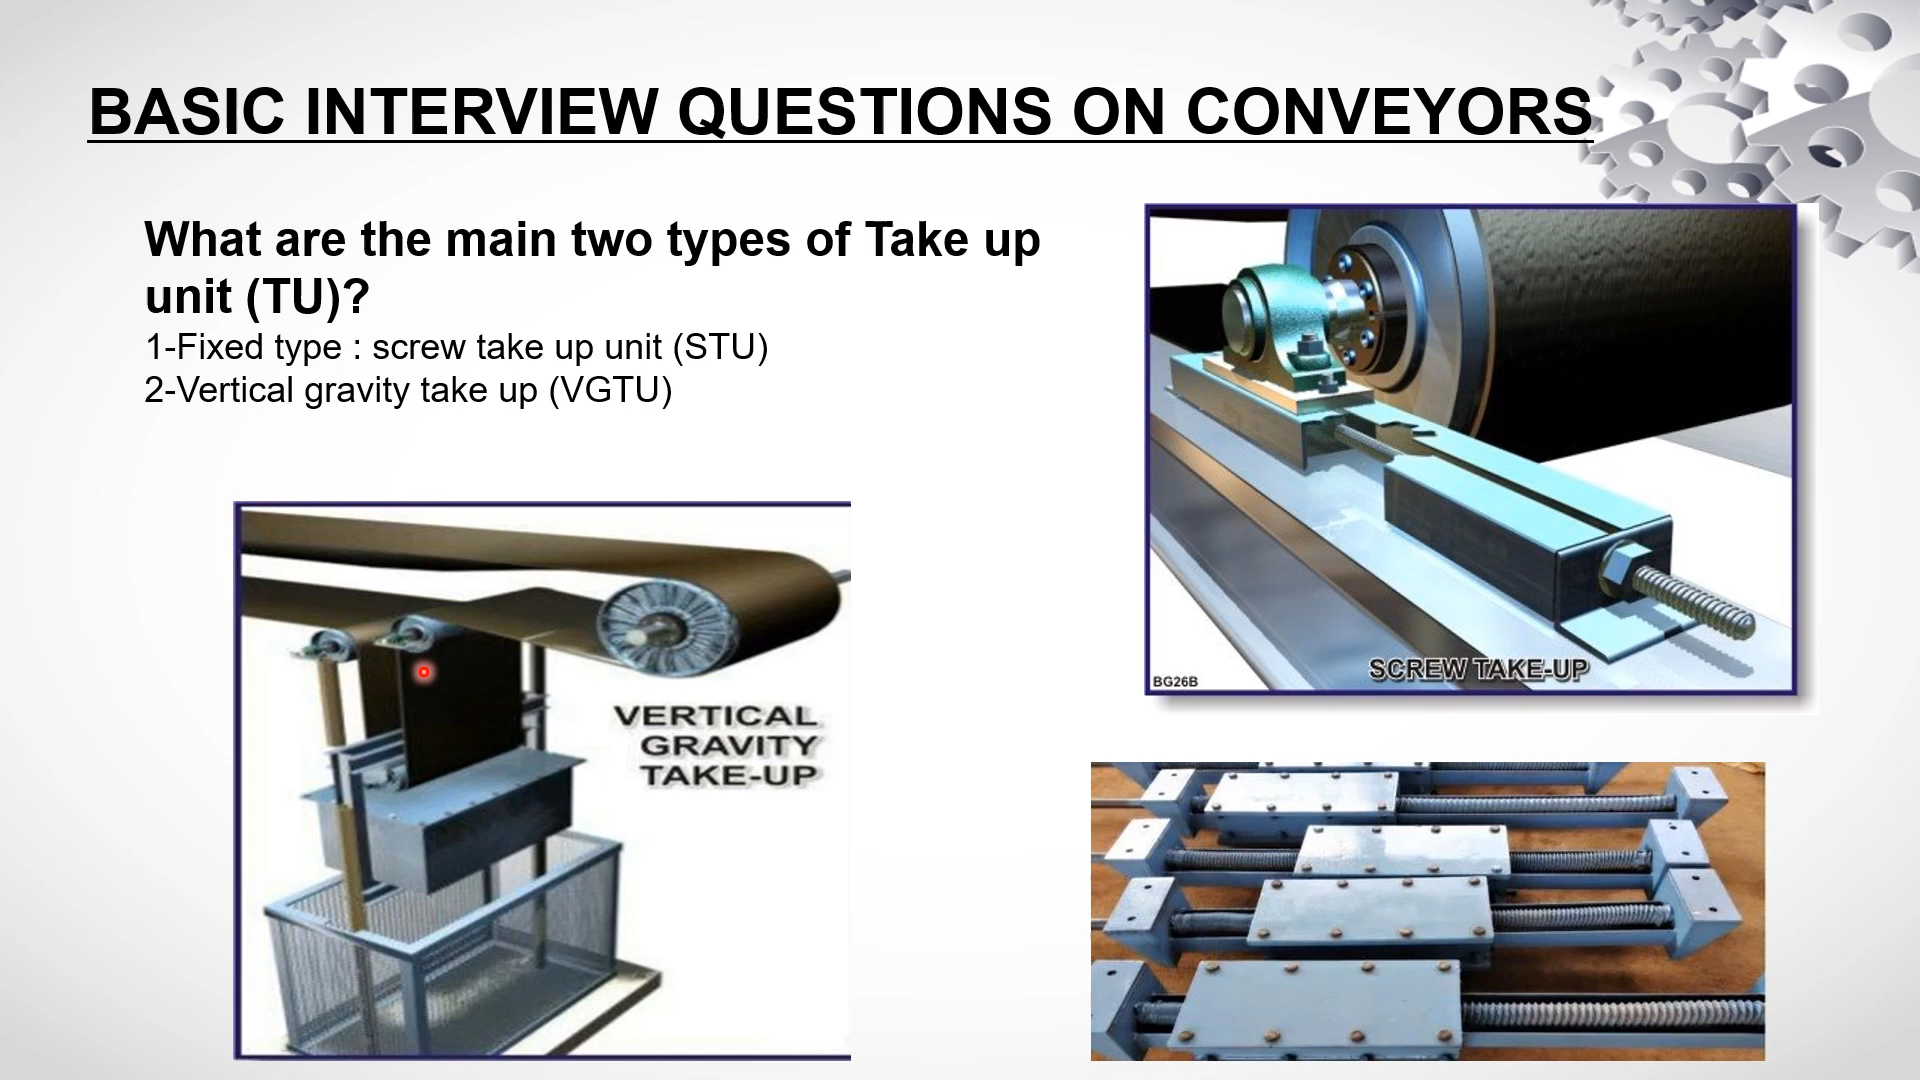 BASIC INTERVIEW QUESTIONS ON CONVEYORS
What are the main two types of Take up
unit (TU)?
1-Fixed type : screw take up unit (STU)
2-Vertical gravity take up (VGTU)
SCREW TAKE-UP
BG26B
VERTICAL
GRAVITY
TAKE-UP